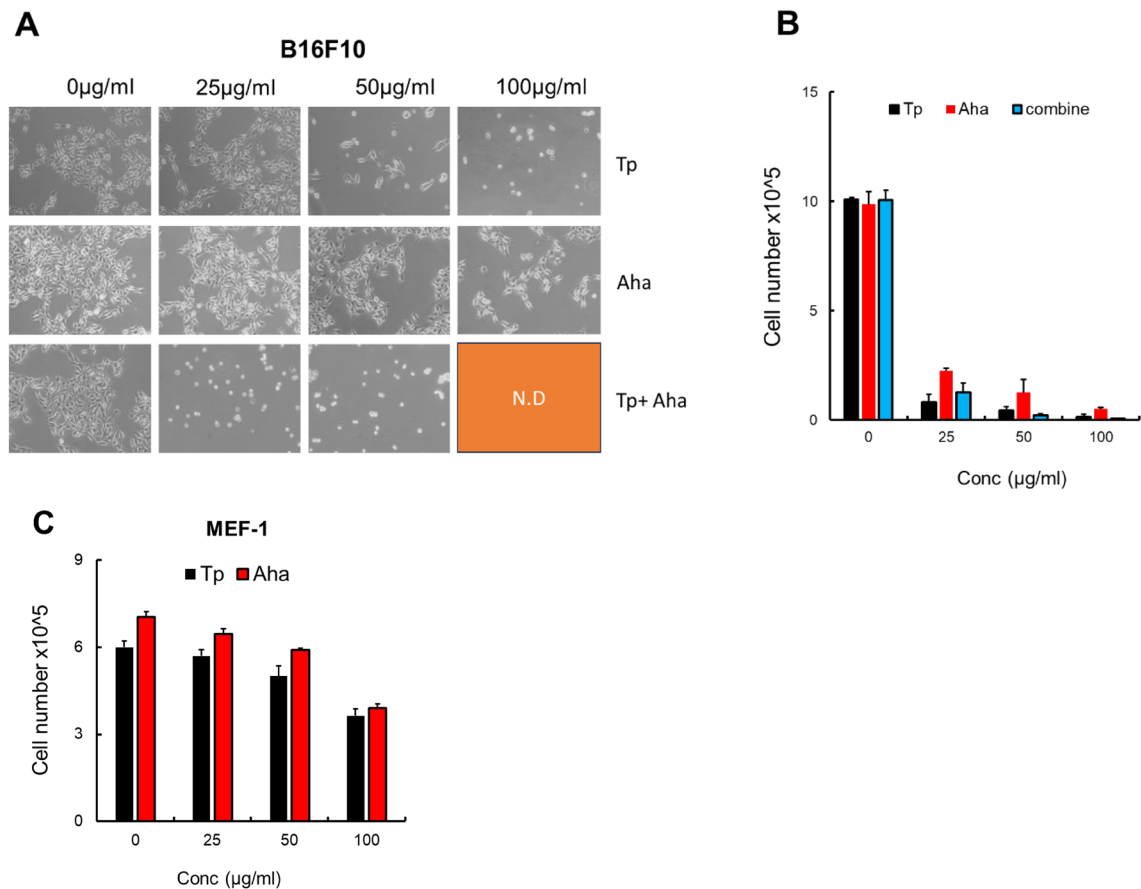 A
B16F10
0µg/ml 25µg/ml 50µg/ml 100µg/ml
Tp
Aha
N.D
Tp+ Aha
B
15
Tp Aha combine
10
5
0
Cell number x10^5
0 25 50 100
Conc (µg/ml)
C
MEF-1
9
Tp Aha
6
3
0
Cell number x10^5
0 25 50 100
Conc (µg/ml)